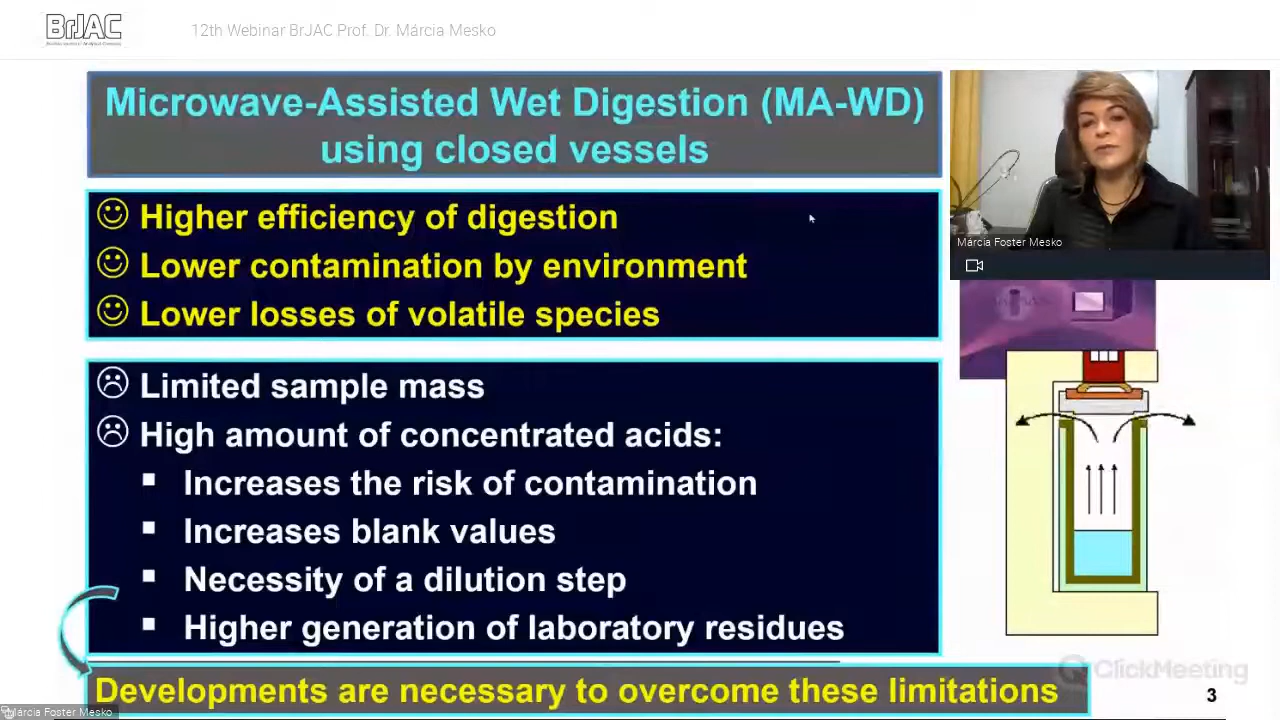 BrJAC
12th Webinar BrJAC Prof. Dr. Márcia Mesko
Microwave-Assisted Wet Digestion (MA-WD)
using closed vessels
Higher efficiency of digestion
Lower contamination by environment
Lower losses of volatile species
Limited sample mass
High amount of concentrated acids:
▪ Increases the risk of contamination
▪ Increases blank values
▪ Necessity of a dilution step
▪ Higher generation of laboratory residues
Developments are necessary to overcome these limitations
Márcia Foster Mesko
ClickMeeting
3
Márcia Foster Mesko